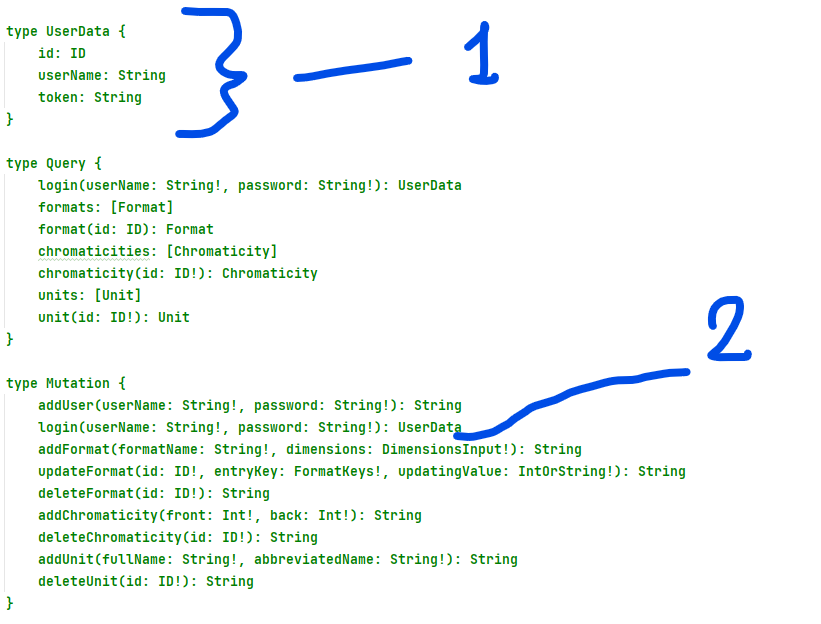 type UserData {
id: ID
1
userName: String
token: String
}
type Query {
login(userName: String!, password: String!): UserData
formats: [Format]
format(id: ID): Format
chromaticities: [Chromaticity]
chromaticity(id: ID!): Chromaticity
units: [Unit]
unit(id: ID!): Unit
2
}
type Mutation {
addUser(userName: String!, password: String!): String
login(userName: String!, password: String!): UserData
addFormat(formatName: String!, dimensions: DimensionsInput!): String
updateFormat(id: ID!, entryKey: FormatKeys!, updatingValue: IntOrString!): String
deleteFormat(id: ID!): String
addChromaticity(front: Int!, back: Int!): String
deleteChromaticity(id: ID!): String
addUnit(fullName: String!, abbreviatedName: String!): String
deleteUnit(id: ID!): String
}